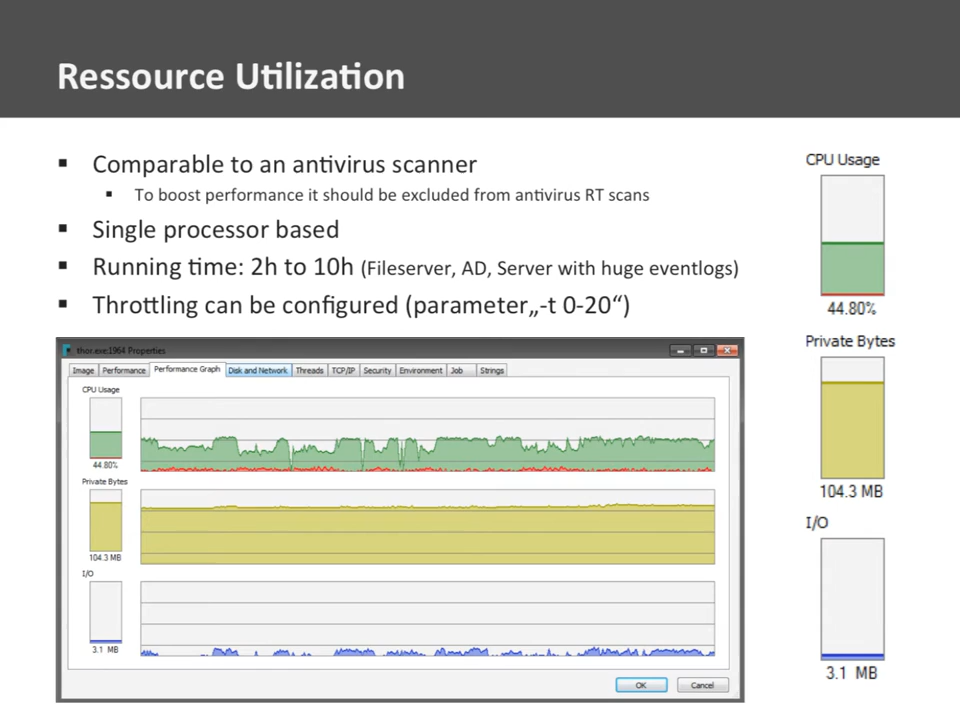 Ressource Utilization
Comparable to an antivirus scanner
To boost performance it should be excluded from antivirus RT scans
Single processor based
Running time: 2h to 10h (Fileserver, AD, Server with huge eventlogs)
Throttling can be configured (parameter„-t 0-20“)
CPU Usage
44.80%
Private Bytes
104.3 MB
I/O
3.1 MB
thor.exe:1964 Properties
Image Performance Performance Graph Disk and Network Threads TCP/IP Security Environment Job Strings
CPU Usage
44.80%
Private Bytes
104.3 MB
I/O
3.1 MB
OK Cancel